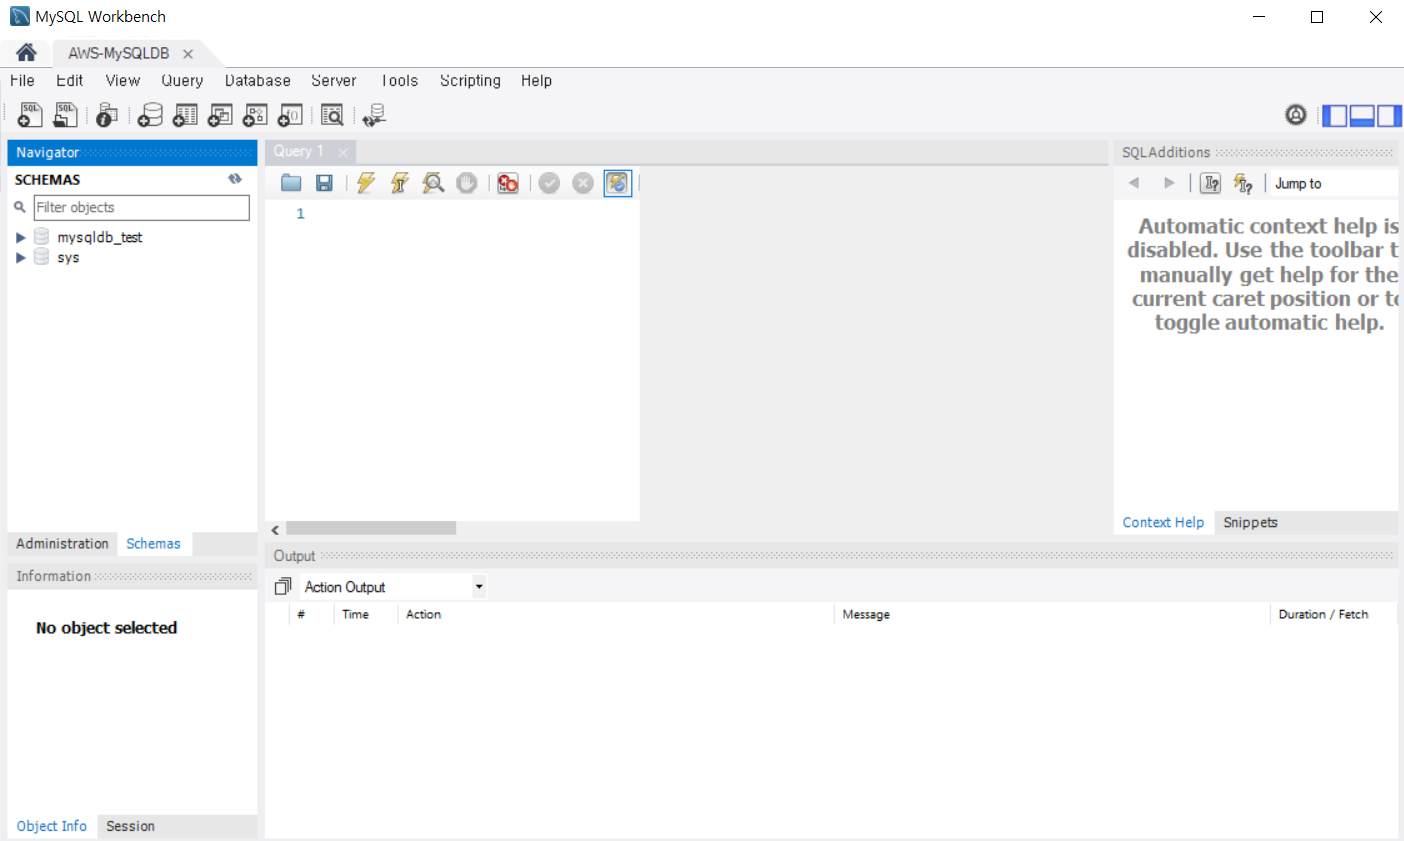 MySQL Workbench
AWS-MySQLDB
File Edit View Query Database Server Tools Scripting Help
SQL SQL
Navigator
SCHEMAS
Filter objects
mysqldb_test
sys
Administration Schemas
Information
No object selected
Object Info Session
Query 1
1
SQLAdditions
Jump to
Automatic context help is
disabled. Use the toolbar t
manually get help for the
current caret position or to
toggle automatic help.
Context Help Snippets
Output
Action Output
# Time Action Message Duration / Fetch